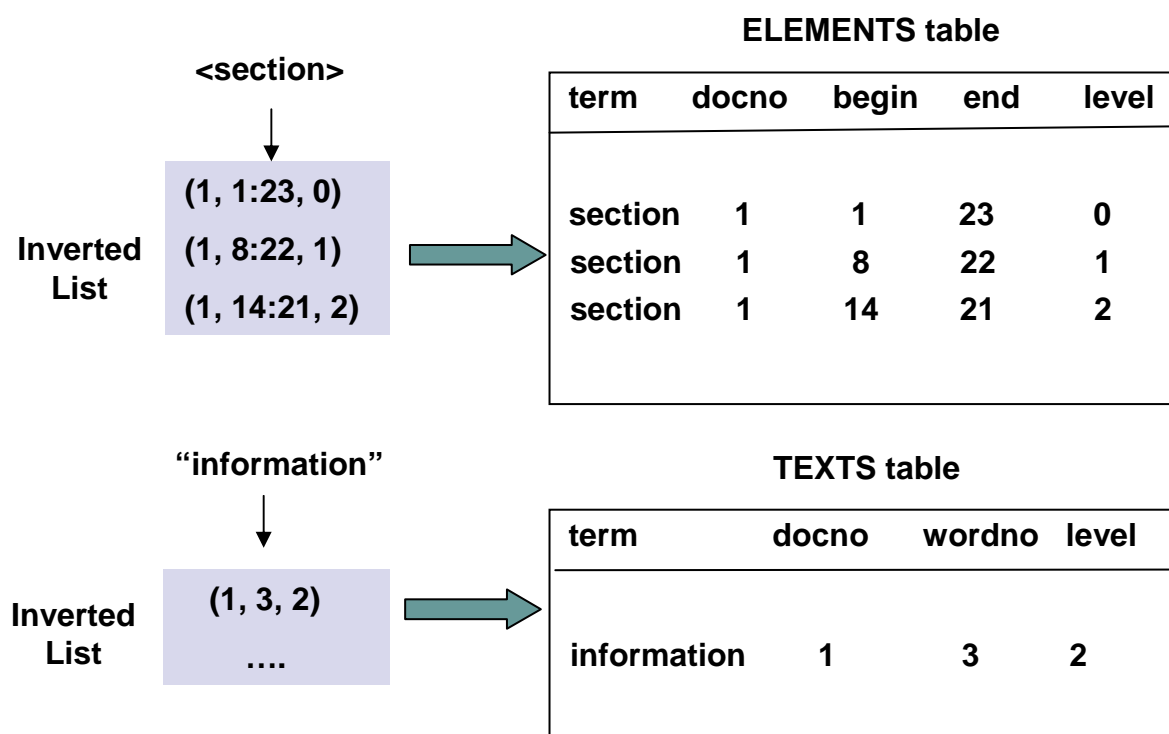 ELEMENTS table
<section>
term docno begin end level
(1, 1:23, 0)
(1, 8:22, 1)
(1, 14:21, 2)
Inverted
List
section 1 1 23 0
section 1 8 22 1
section 1 14 21 2
“information”
TEXTS table
term docno wordno level
(1, 3, 2)
….
Inverted
List
information 1 3 2